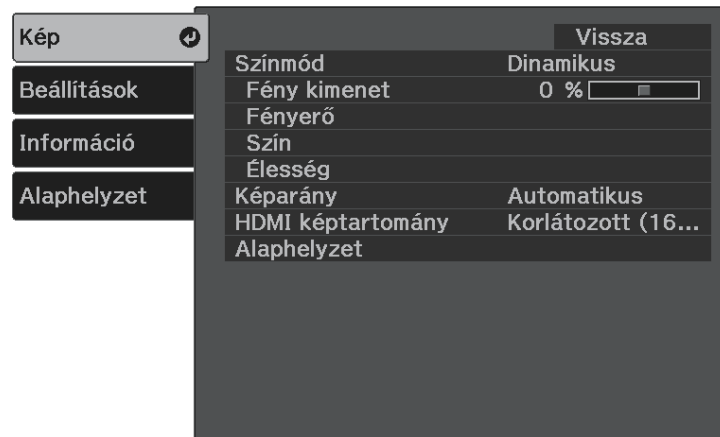 Kép
Beállítások
Információ
Alaphelyzet
Vissza
Színmód Dinamikus
Fény kimenet 0 %
Fényerő
Szín
Élesség
Képarány Automatikus
HDMI képtartomány Korlátozott (16...
Alaphelyzet